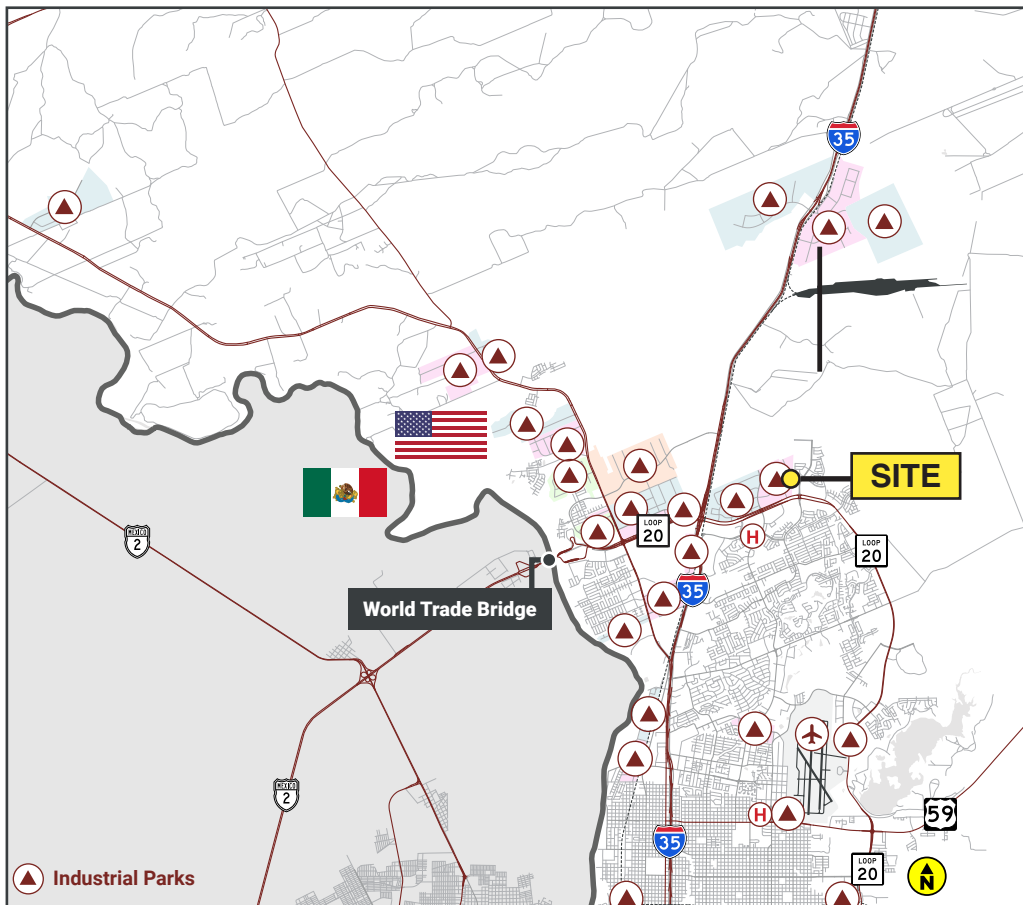 35
SITE
LOOP
20
H
LOOP
20
MEXICO
2
35
World Trade Bridge
MEXICO
2
59
H
35
LOOP
20
N
Industrial Parks